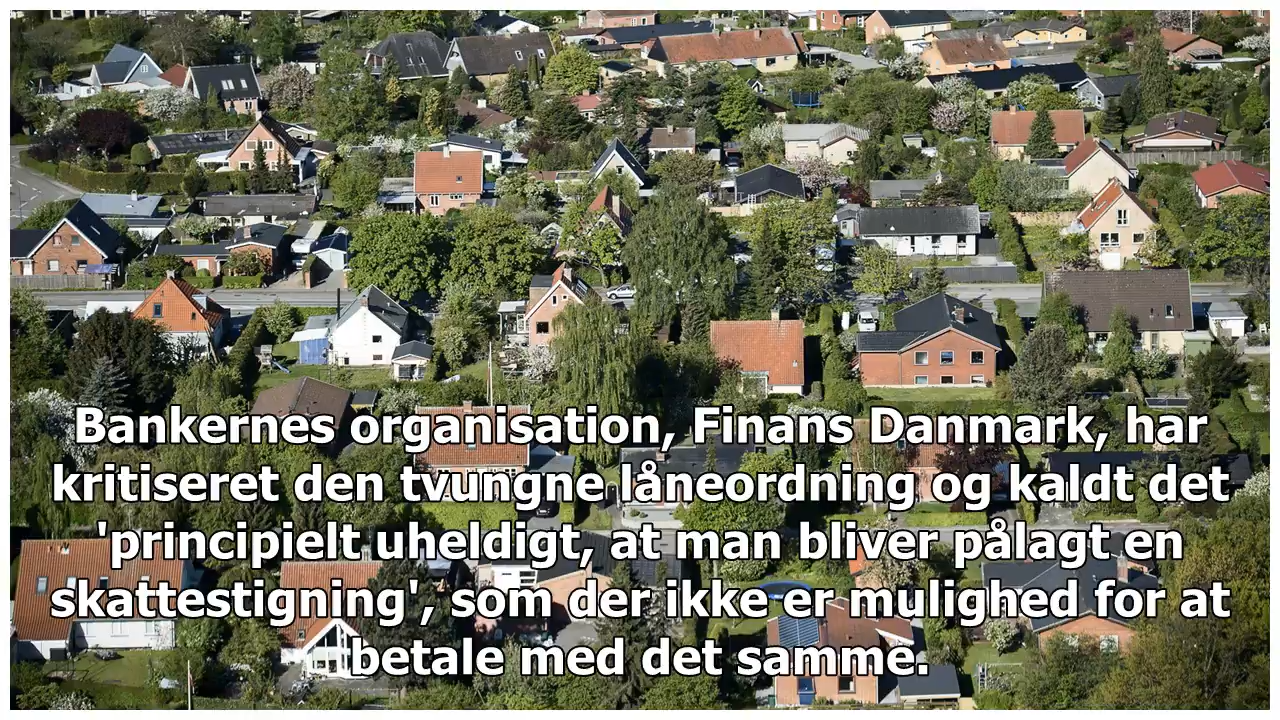 Bankernes organisation, Finans Danmark, har
kritiseret den tvungne låneordning og kaldt det
'principielt uheldigt, at man bliver pålagt en
skattestigning', som der ikke er mulighed for at
betale med det samme.